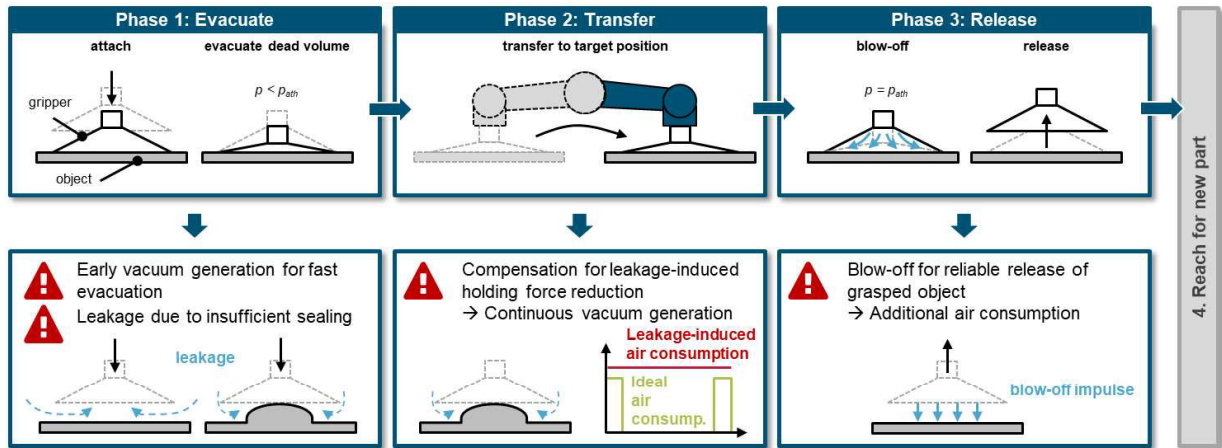 Phase 1: Evacuate
attach
evacuate dead volume
p < path
gripper
object
Phase 2: Transfer
transfer to target position
Phase 3: Release
blow-off
release
p = path
4. Reach for new part
Early vacuum generation for fast
evacuation
Leakage due to insufficient sealing
leakage
Compensation for leakage-induced
holding force reduction
→ Continuous vacuum generation
Leakage-induced
air consumption
Ideal
air
consump.
Blow-off for reliable release of
grasped object
→ Additional air consumption
blow-off impulse